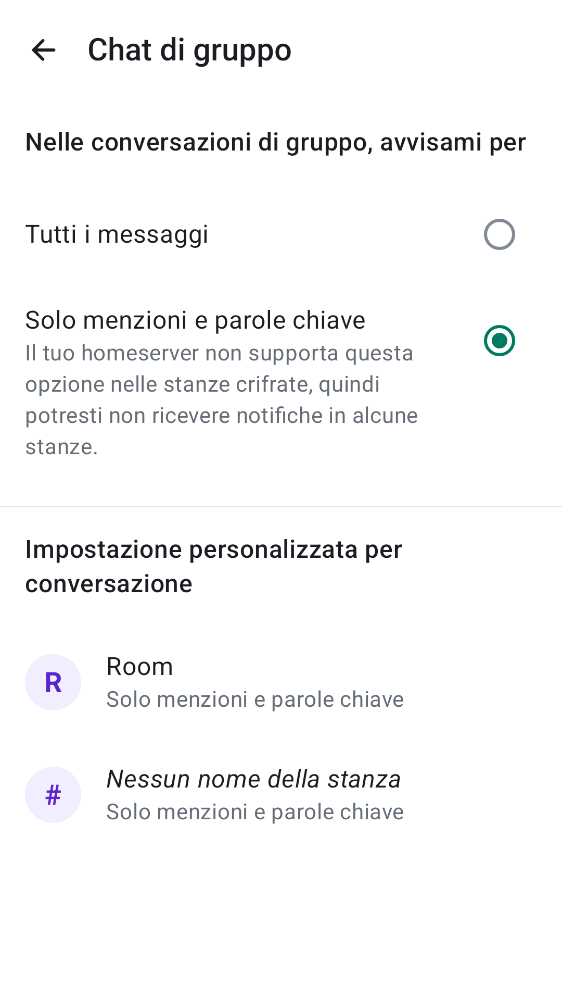 Chat di gruppo
Nelle conversazioni di gruppo, avvisami per
Tutti i messaggi
Solo menzioni e parole chiave
Il tuo homeserver non supporta questa
opzione nelle stanze crifrate, quindi
potresti non ricevere notifiche in alcune
stanze.
Impostazione personalizzata per
conversazione
R
Room
Solo menzioni e parole chiave
#
Nessun nome della stanza
Solo menzioni e parole chiave